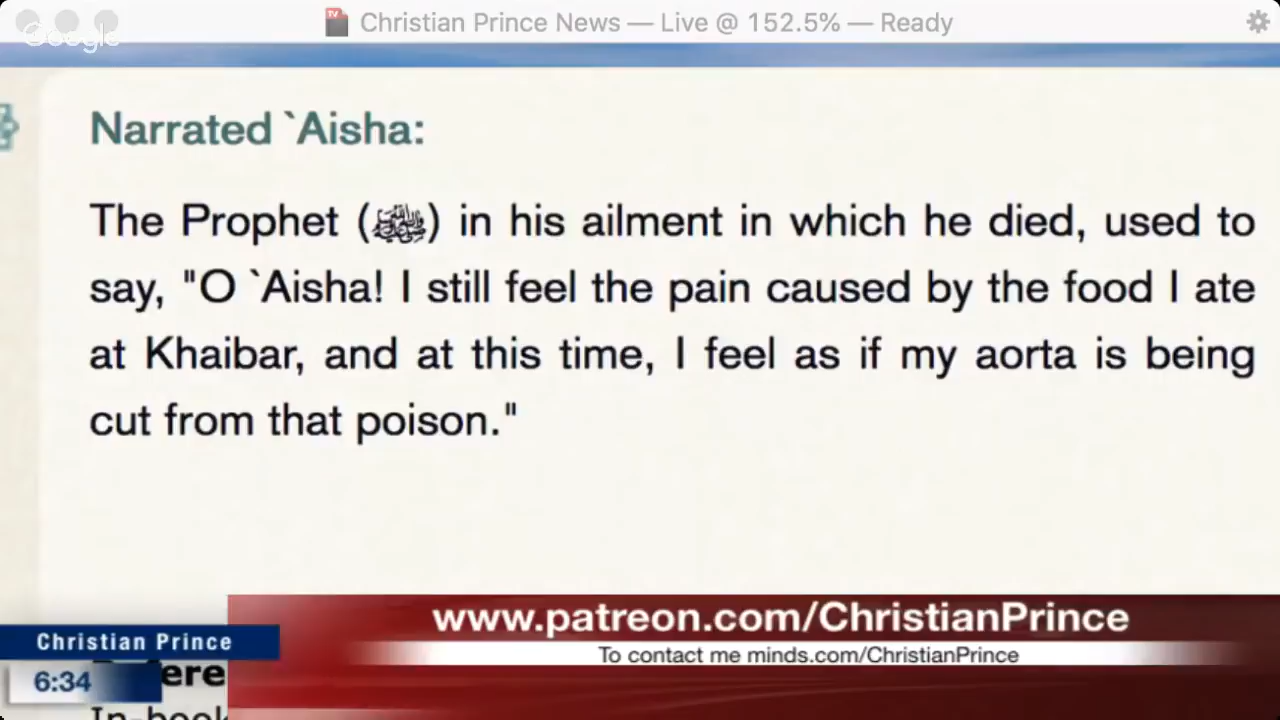 Christian Prince News — Live @ 152.5% — Ready
Google
Narrated `Aisha:
The Prophet (ﷺ) in his ailment in which he died, used to
say, "O `Aisha! I still feel the pain caused by the food I ate
at Khaibar, and at this time, I feel as if my aorta is being
cut from that poison."
www.patreon.com/ChristianPrince
Christian Prince
To contact me minds.com/ChristianPrince
6:34
In-book